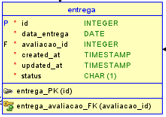 entrega
P * id INTEGER
* data_entrega DATE
F * avaliacao_id INTEGER
* created_at TIMESTAMP
* updated_at TIMESTAMP
* status CHAR (1)
entrega_PK (id)
entrega_avaliacao_FK (avaliacao_id)